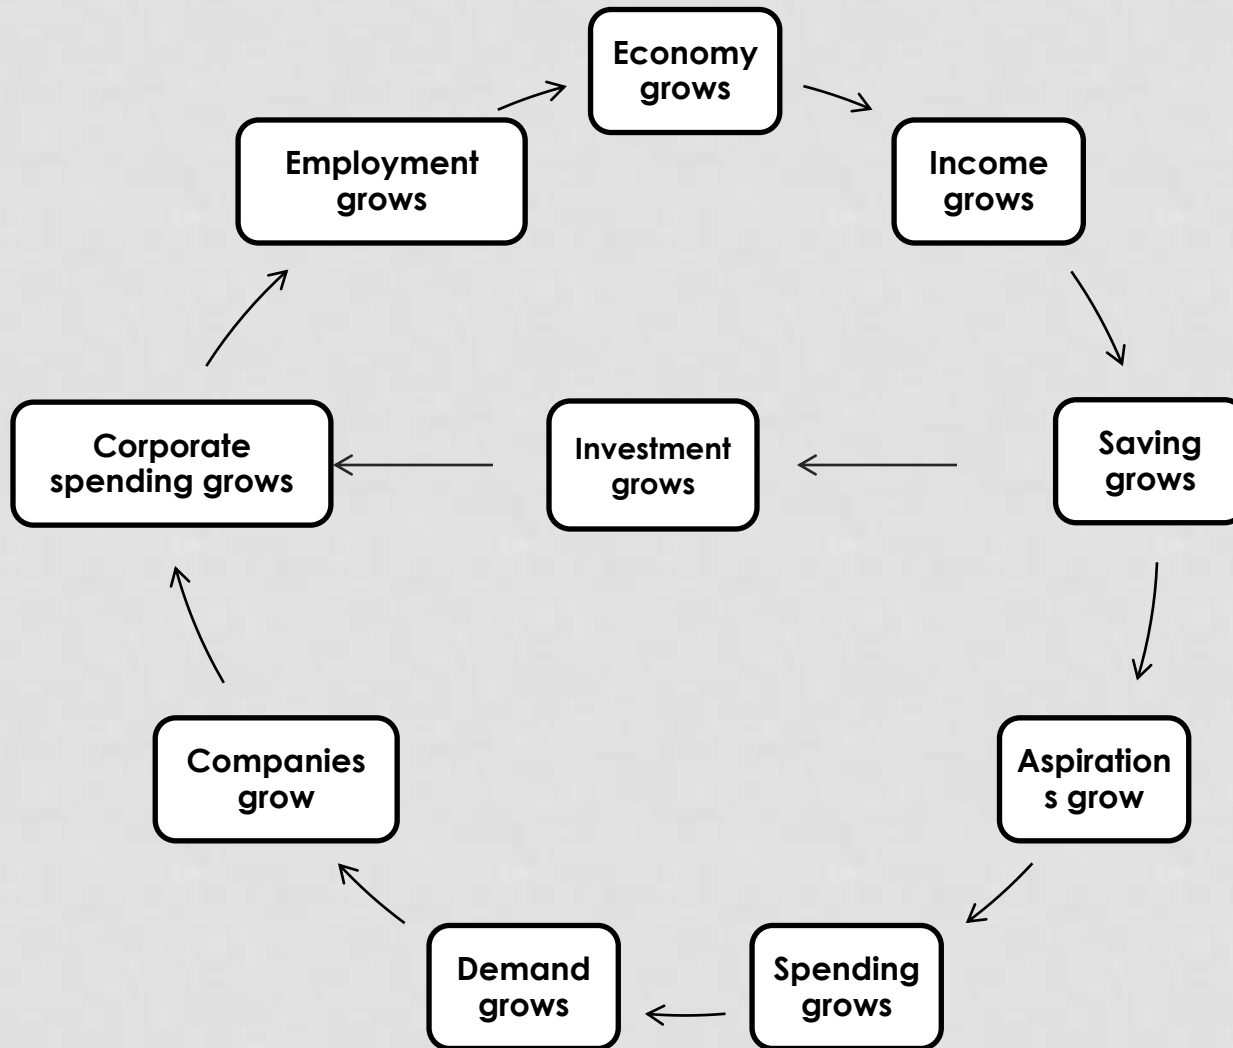 Economy
grows
Income
grows
Saving
grows
Aspiration
s grow
Spending
grows
Demand
grows
Companies
grow
Corporate
spending grows
Employment
grows
Investment
grows